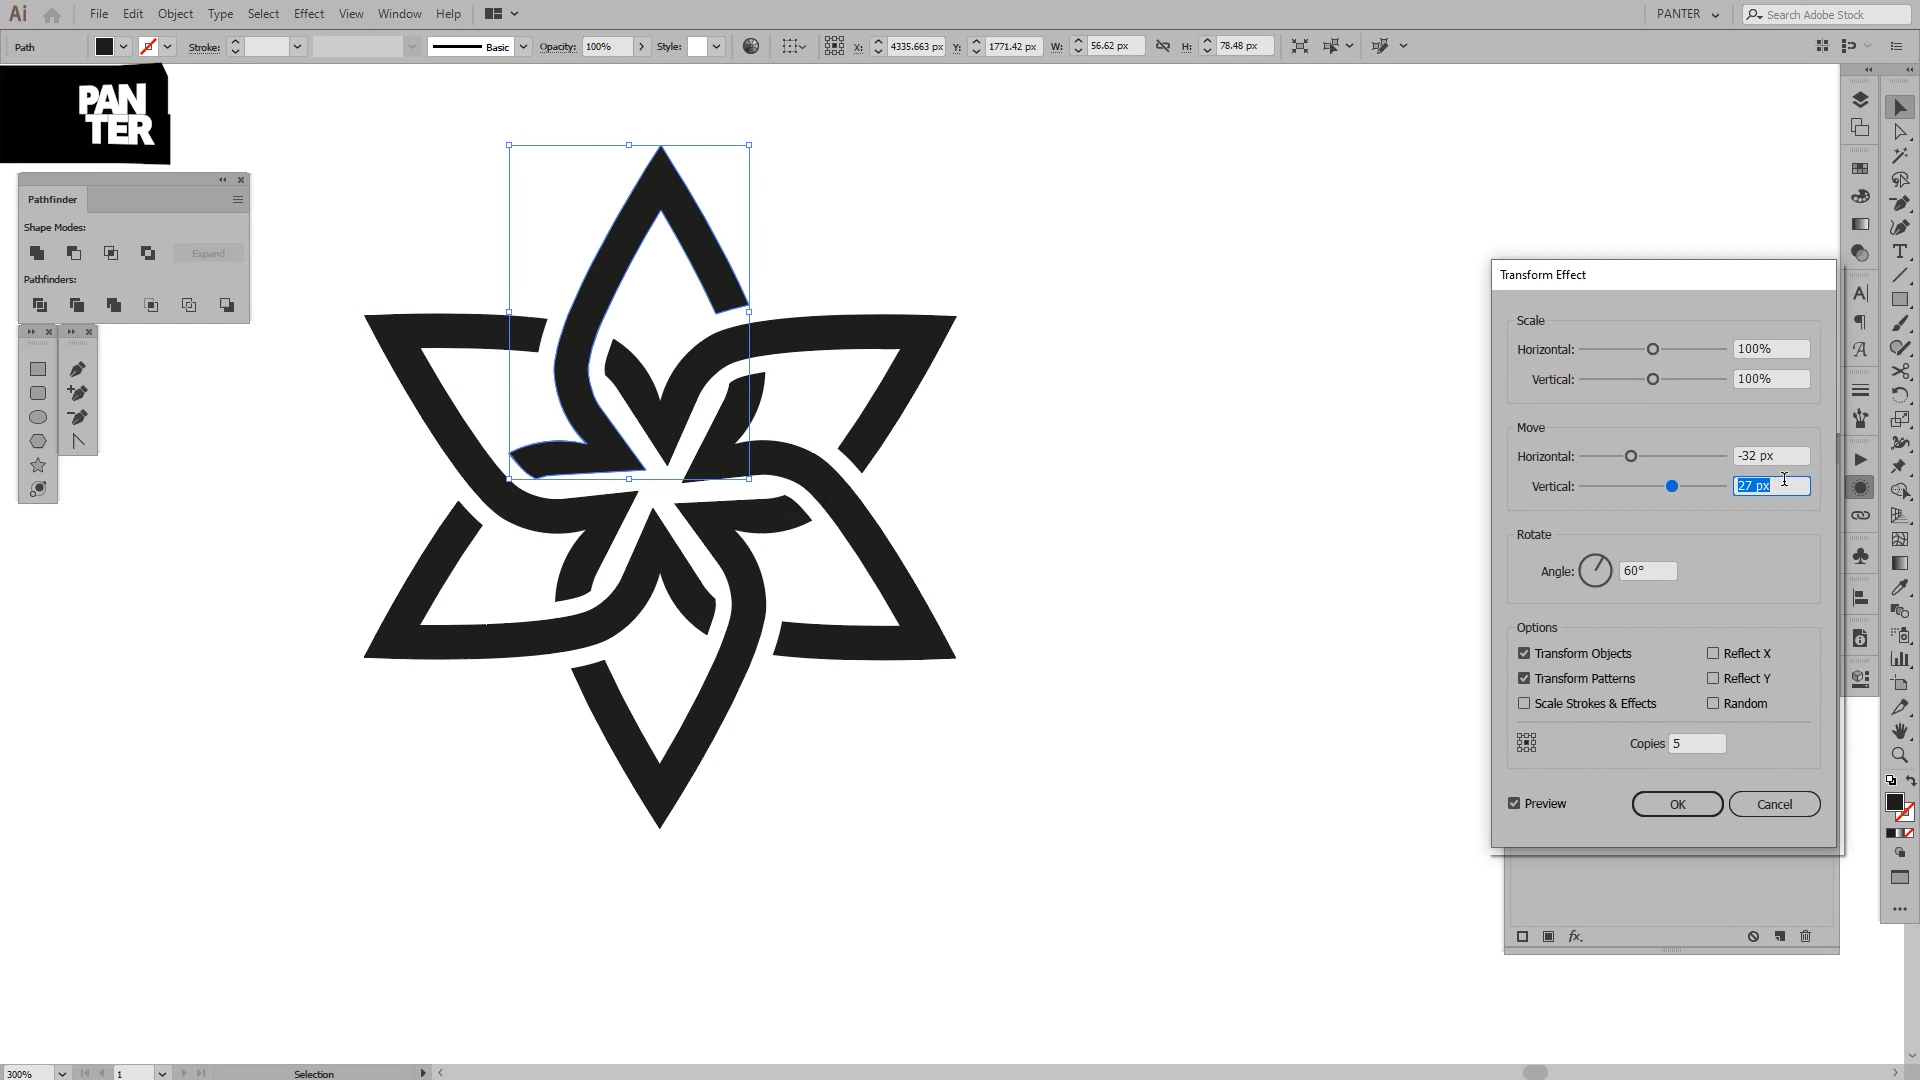 Ai File Edit Object Type Select Effect View Window Help PANTER Search Adobe Stock
Path Stroke: Basic Opacity: 100% Style: X: 4335.663 px Y: 1771.42 px W: 56.62 px H: 78.48 px
PAN
TER
Pathfinder
Shape Modes:
Expand
Pathfinders:
Transform Effect
Scale
Horizontal: 100%
Vertical: 100%
Move
Horizontal: -32 px
Vertical: 27 px
Rotate
Angle: 60°
Options
Transform Objects Reflect X
Transform Patterns Reflect Y
Scale Strokes & Effects Random
Copies 5
Preview OK Cancel
fx.
300% 1 Selection